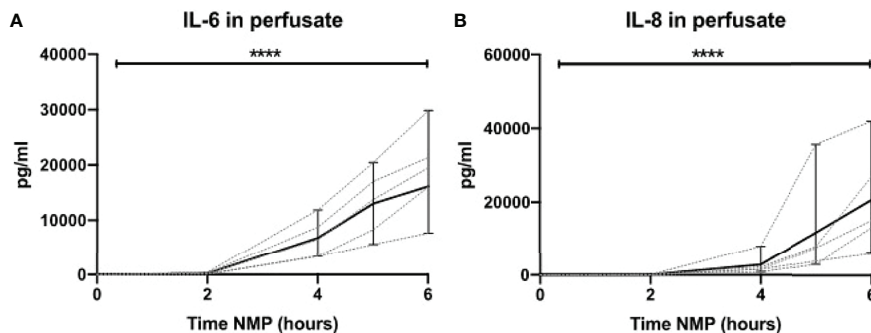 A
IL-6 in perfusate
****
40000
30000
20000
10000
0
pg/ml
0 2 4 6
Time NMP (hours)
B
IL-8 in perfusate
****
60000
40000
20000
0
pg/ml
0 2 4 6
Time NMP (hours)